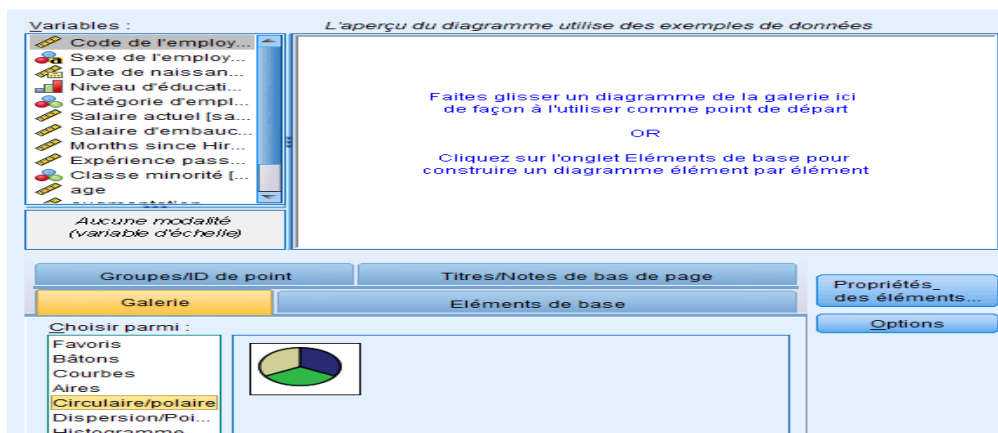 Variables :
L'aperçu du diagramme utilise des exemples de données
Code de l'employ...
Sexe de l'employ...
Date de naissan...
Niveau d'éducati...
Catégorie d'empl...
Salaire actuel [sa...
Salaire d'embauc...
Months since Hir...
Expérience pass...
Classe minorité [...
age
augmentation
Aucune modalité
(variable d'échelle)
Faites glisser un diagramme de la galerie ici
de façon à l'utiliser comme point de départ
OR
Cliquez sur l'onglet Eléments de base pour
construire un diagramme élément par élément
Groupes/ID de point
Titres/Notes de bas de page
Galerie
Eléments de base
Propriétés_
des éléments...
Options
Choisir parmi :
Favoris
Bâtons
Courbes
Aires
Circulaire/polaire
Dispersion/Poi...
Histogramme